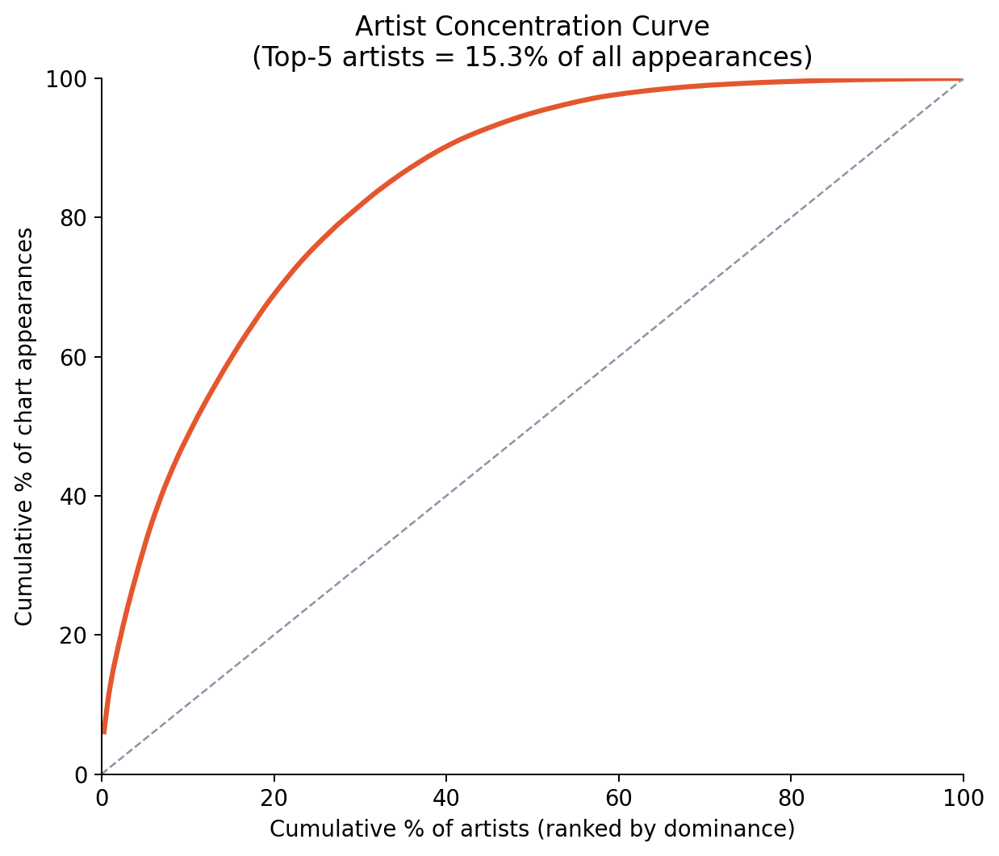 Artist Concentration Curve
(Top-5 artists = 15.3% of all appearances)
Cumulative % of chart appearances
100
80
60
40
20
0
0 20 40 60 80 100
Cumulative % of artists (ranked by dominance)